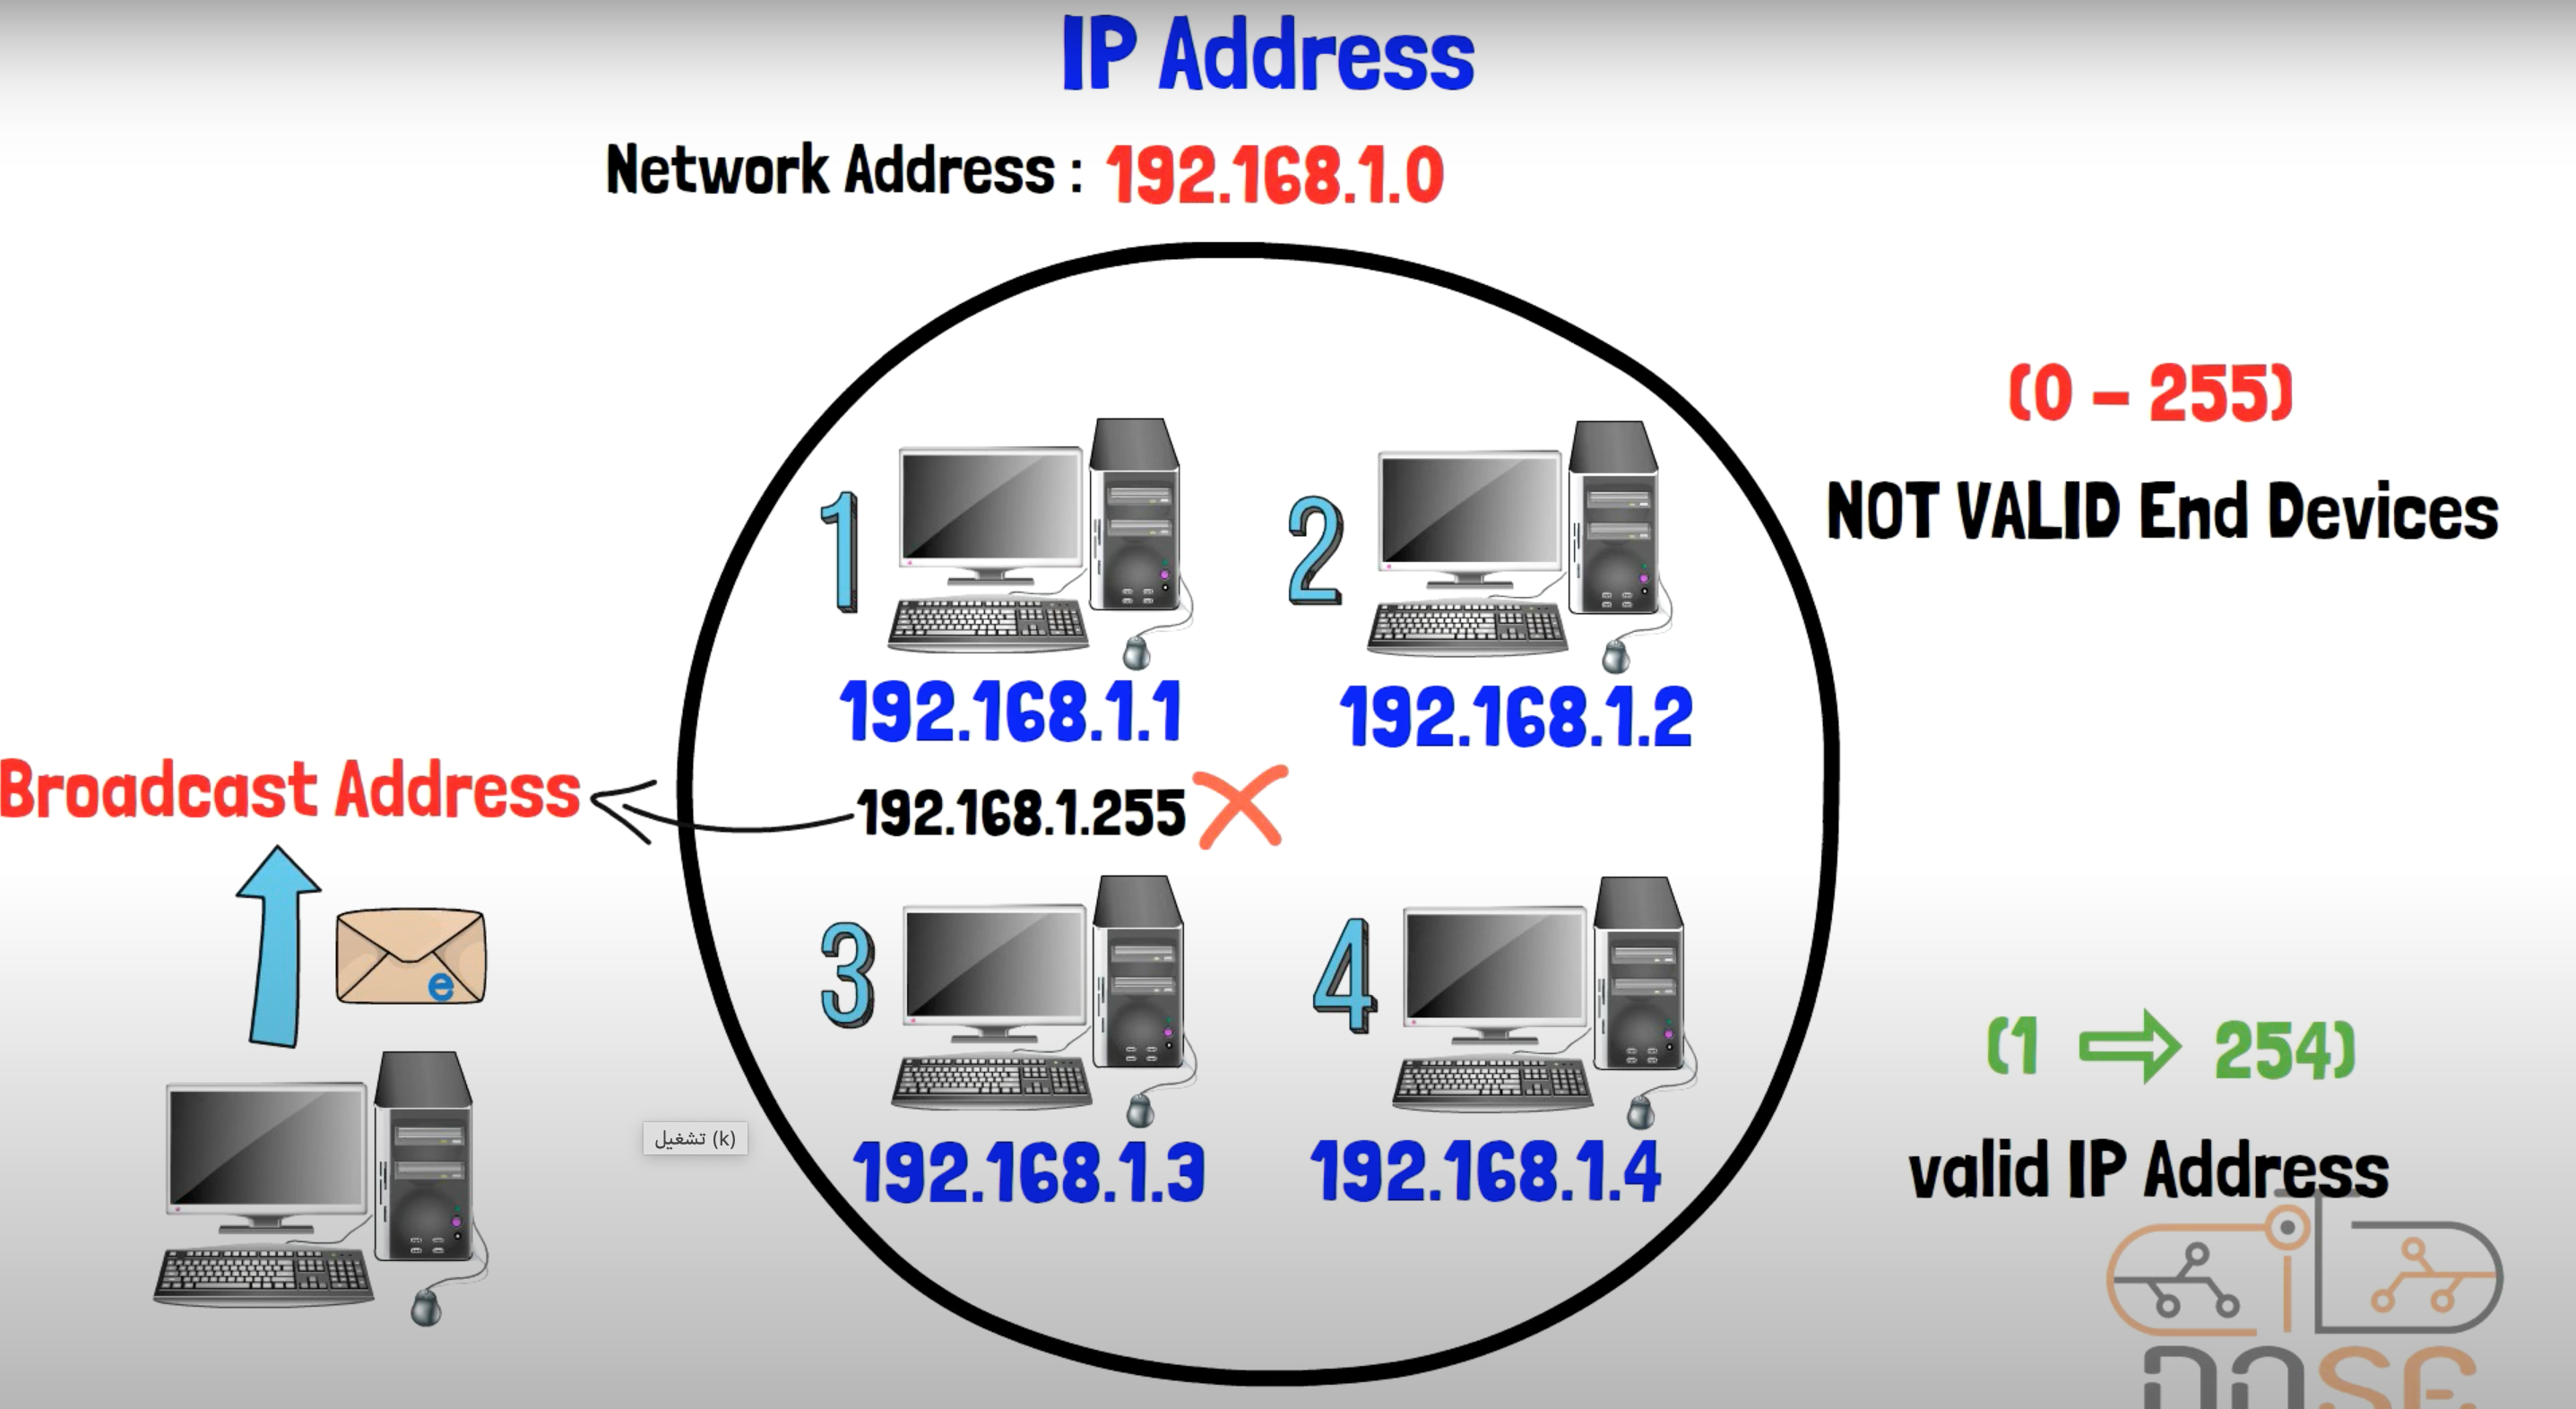 IP Address
Network Address : 192.168.1.0
(0 – 255)
NOT VALID End Devices
1
2
192.168.1.1
192.168.1.2
Broadcast Address
192.168.1.255
3
4
e
(k) تشغيل
192.168.1.3
192.168.1.4
(1 ⇨ 254)
valid IP Address